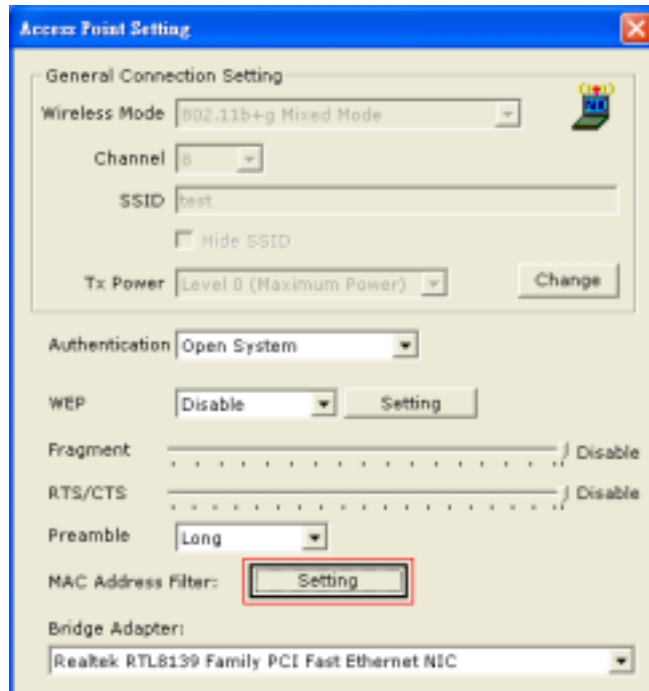 Access Point Setting
General Connection Setting
Wireless Mode 802.11b+g Mixed Mode
Channel 8
SSID test
Hide SSID
Tx Power Level 0 (Maximum Power) Change
Authentication Open System
WEP Disable Setting
Fragment Disable
RTS/CTS Disable
Preamble Long
MAC Address Filter: Setting
Bridge Adapter:
Realtek RTL8139 Family PCI Fast Ethernet NIC